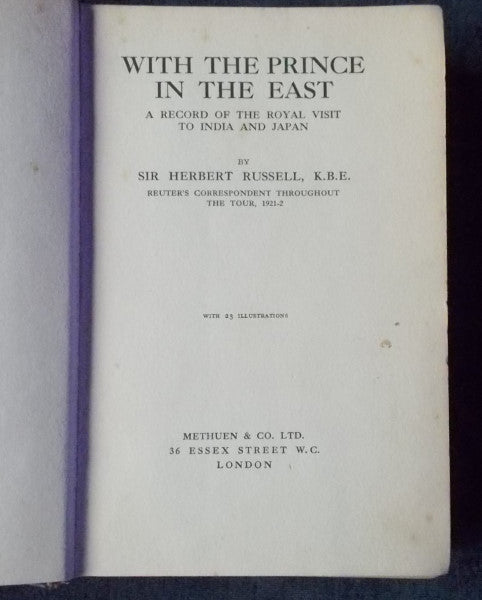 WITH THE PRINCE
IN THE EAST
A RECORD OF THE ROYAL VISIT
TO INDIA AND JAPAN
BY
SIR HERBERT RUSSELL, K.B.E.
REUTER'S CORRESPONDENT THROUGHOUT
THE TOUR, 1921-2
WITH 23 ILLUSTRATIONS
METHUEN & CO. LTD.
36 ESSEX STREET W.C.
LONDON